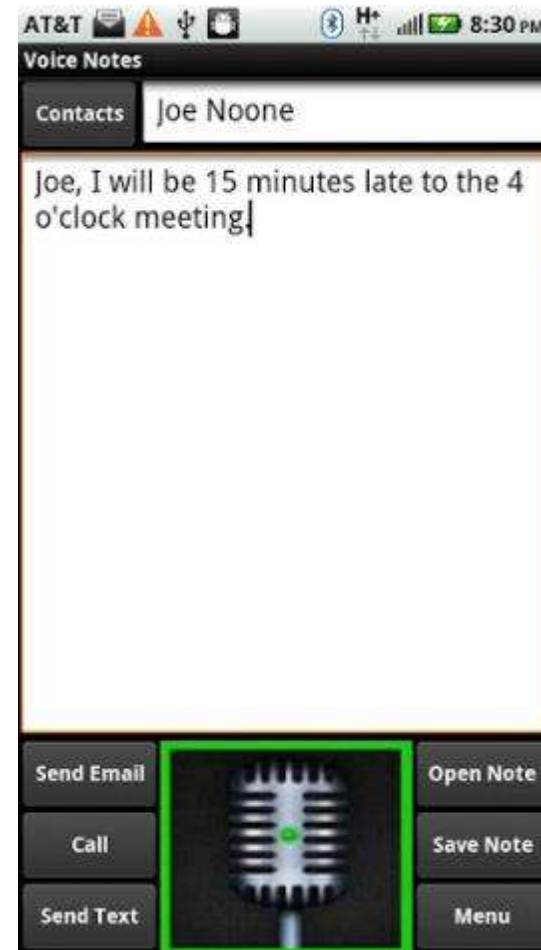 AT&T H+ 8:30 PM
Voice Notes
Contacts Joe Noone
Joe, I will be 15 minutes late to the 4
o'clock meeting.
Send Email Open Note
Call Save Note
Send Text Menu